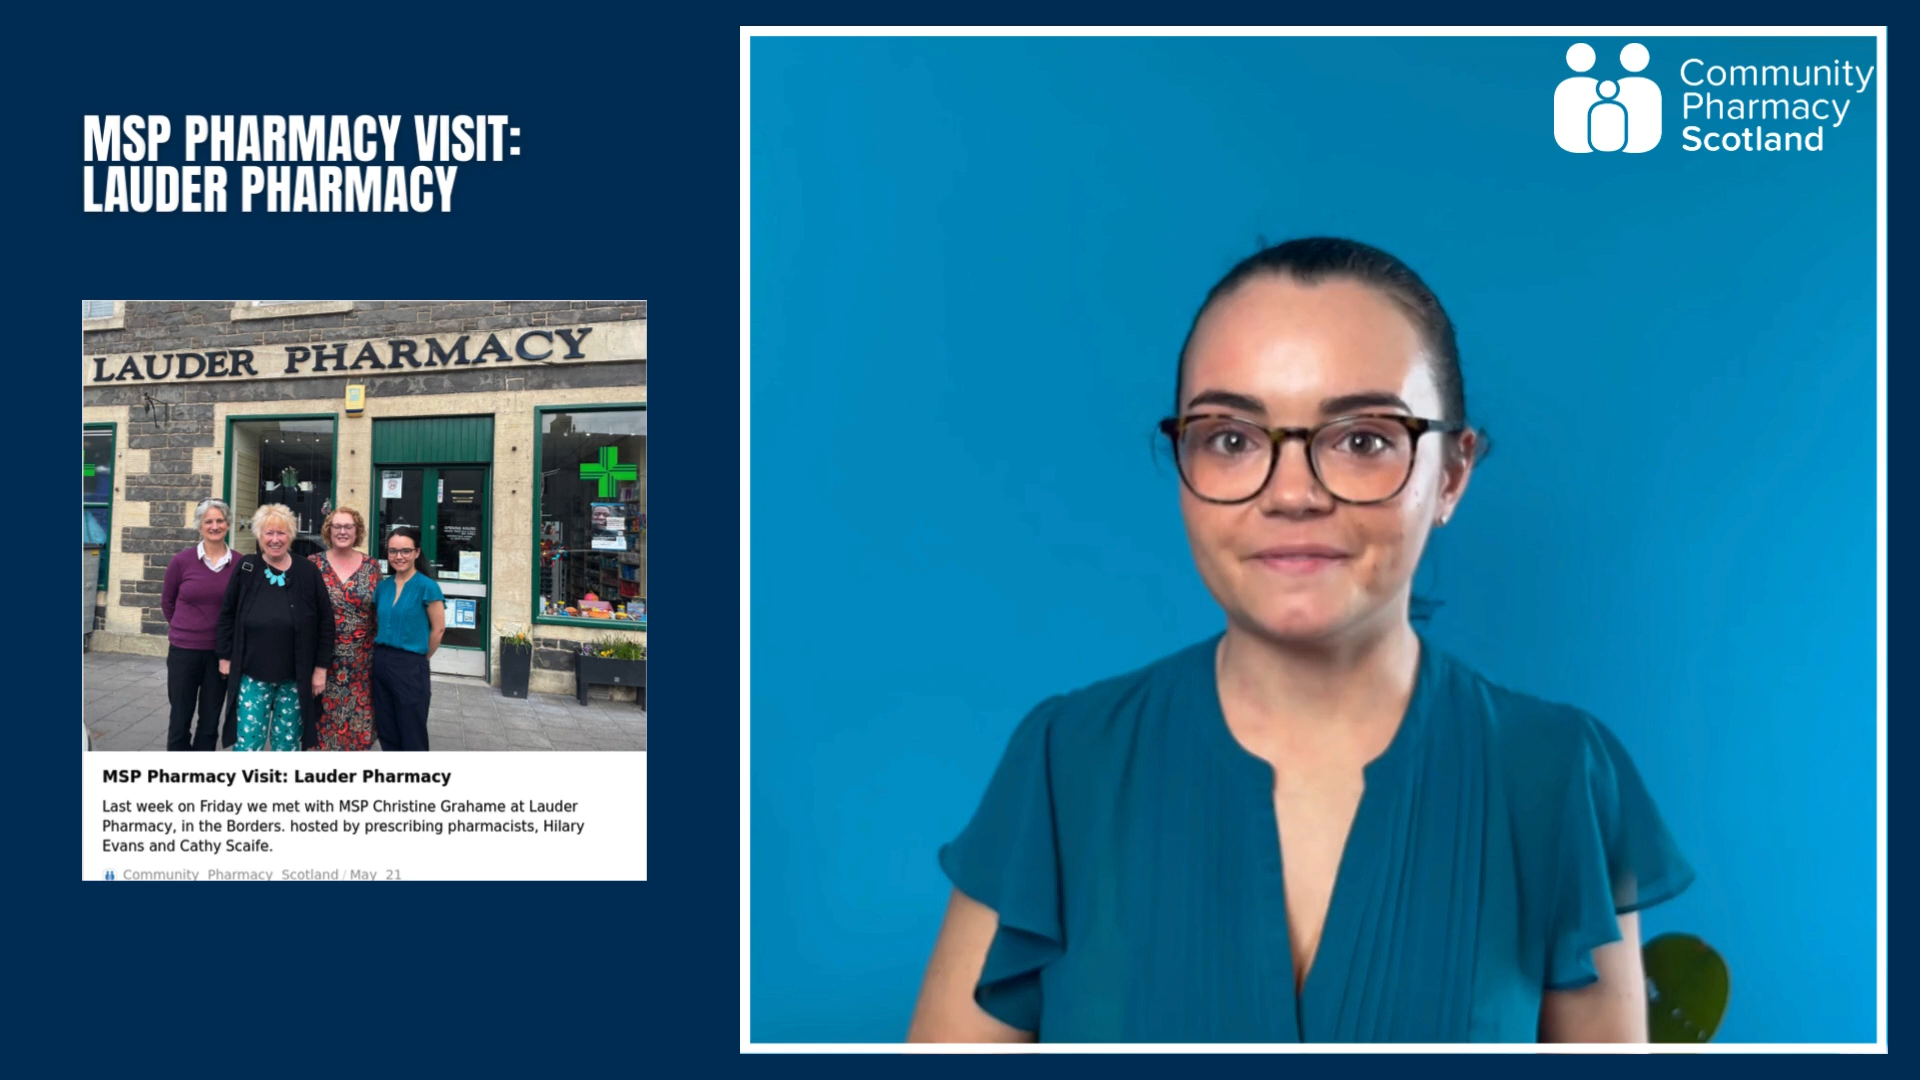 MSP PHARMACY VISIT:
LAUDER PHARMACY
LAUDER PHARMACY
MSP Pharmacy Visit: Lauder Pharmacy
Last week on Friday we met with MSP Christine Grahame at Lauder
Pharmacy, in the Borders. hosted by prescribing pharmacists, Hilary
Evans and Cathy Scaife.
Community Pharmacy Scotland / May 21
Community
Pharmacy
Scotland